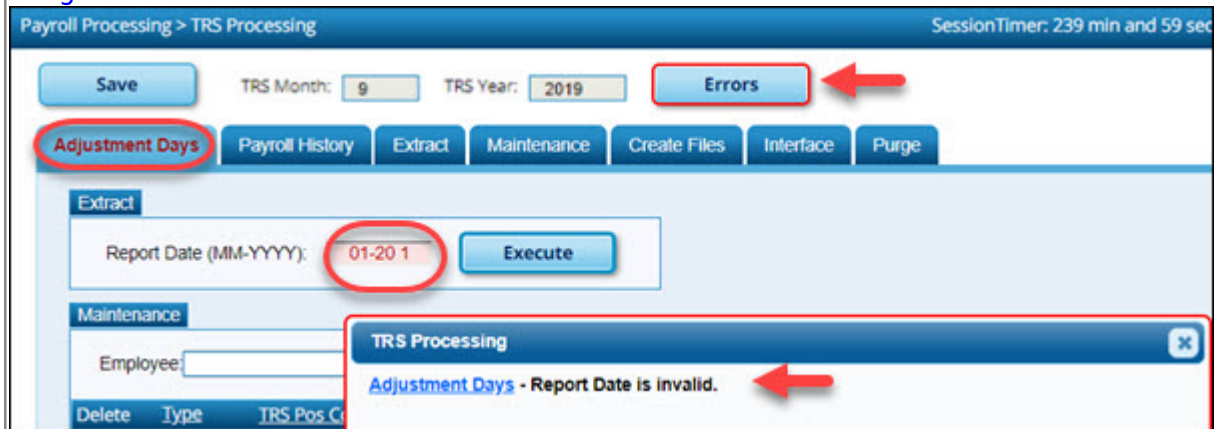 Payroll Processing > TRS Processing SessionTimer: 239 min and 59 sec
Save TRS Month: 9 TRS Year: 2019 Errors
Adjustment Days Payroll History Extract Maintenance Create Files Interface Purge
Extract
Report Date (MM-YYYY): 01-20 1 Execute
Maintenance
TRS Processing
Employee:
Adjustment Days - Report Date is invalid.
Delete Type TRS Pos